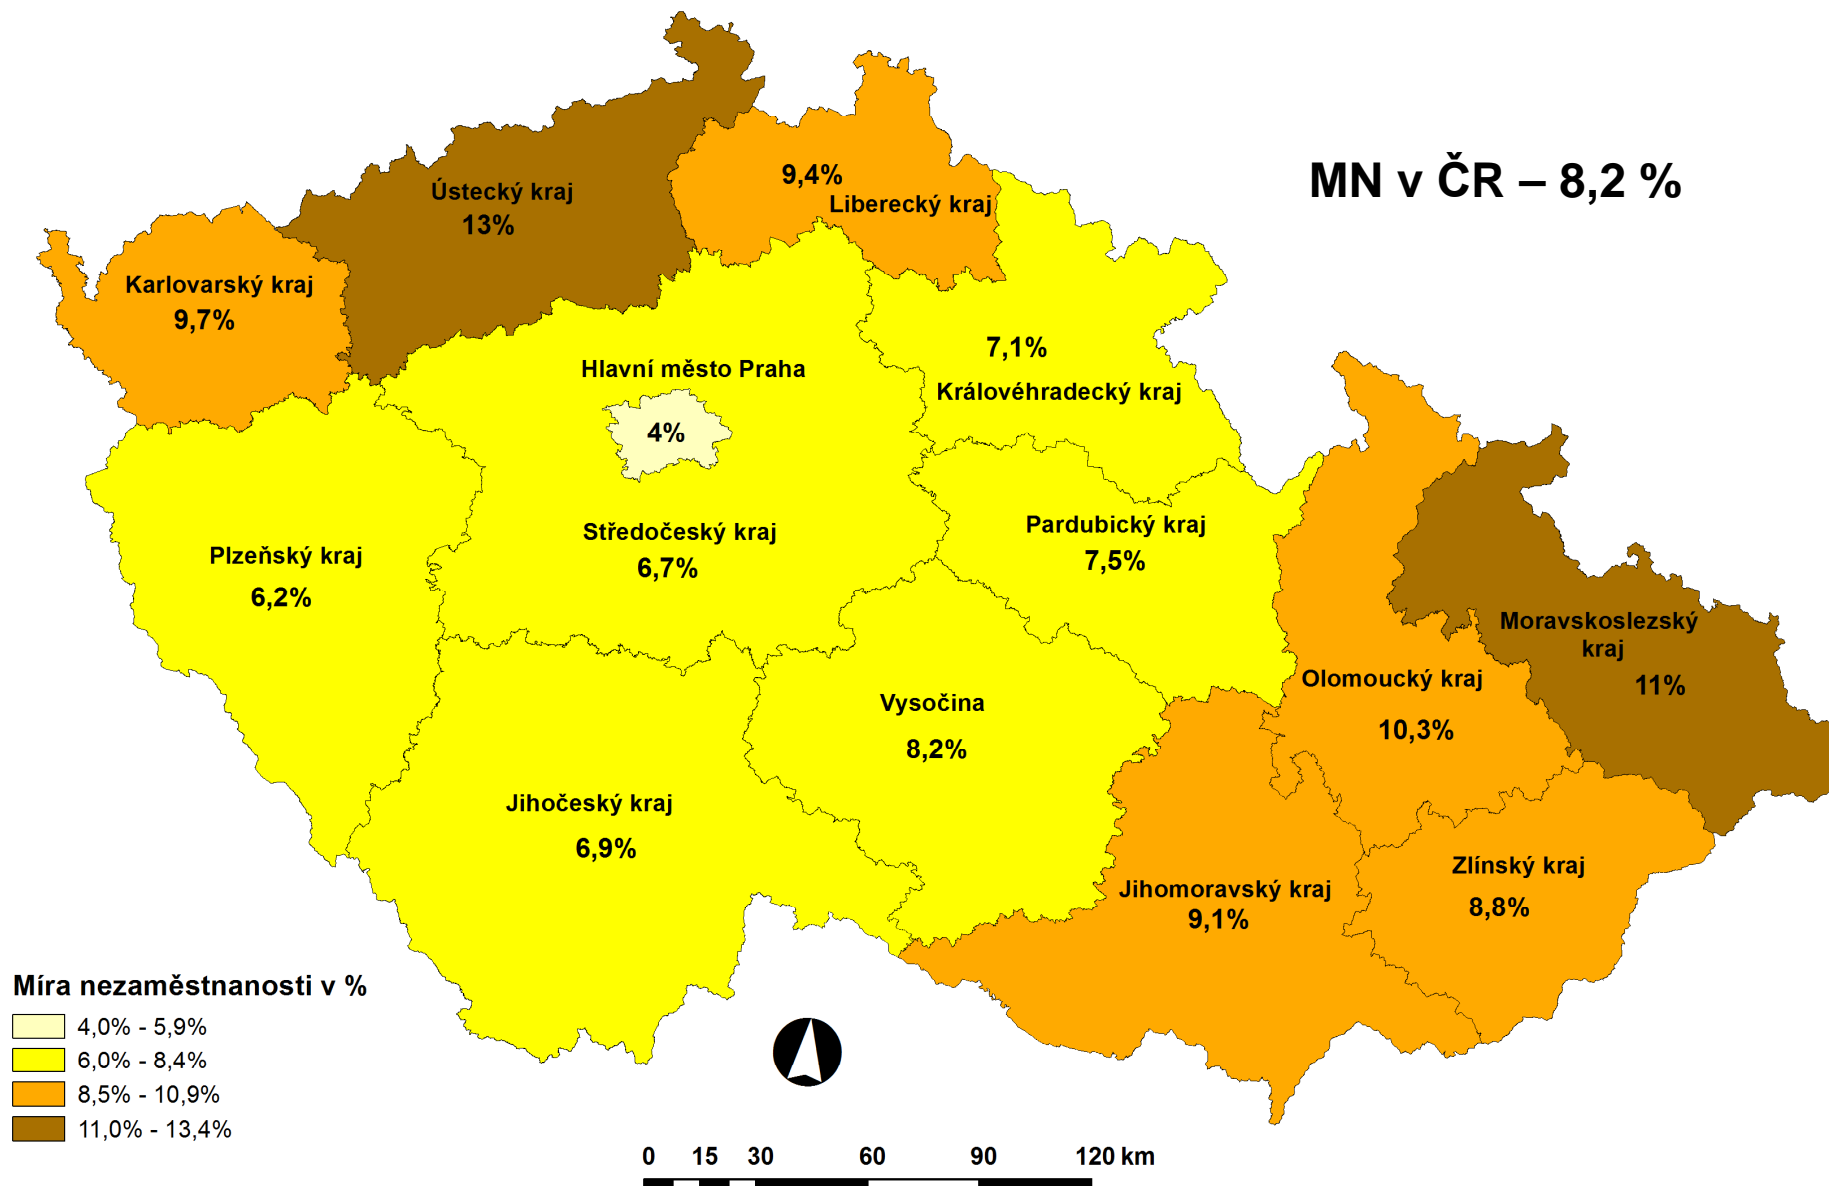 MN v ČR – 8,2 %
Ústecký kraj
13%
9,4%
Liberecký kraj
Karlovarský kraj
9,7%
7,1%
Královéhradecký kraj
Hlavní město Praha
4%
Středočeský kraj
6,7%
Pardubický kraj
7,5%
Plzeňský kraj
6,2%
Moravskoslezský
kraj
11%
Olomoucký kraj
10,3%
Vysočina
8,2%
Jihočeský kraj
6,9%
Jihomoravský kraj
9,1%
Zlínský kraj
8,8%
Míra nezaměstnanosti v %
4,0% - 5,9%
6,0% - 8,4%
8,5% - 10,9%
11,0% - 13,4%
0 15 30 60 90 120 km